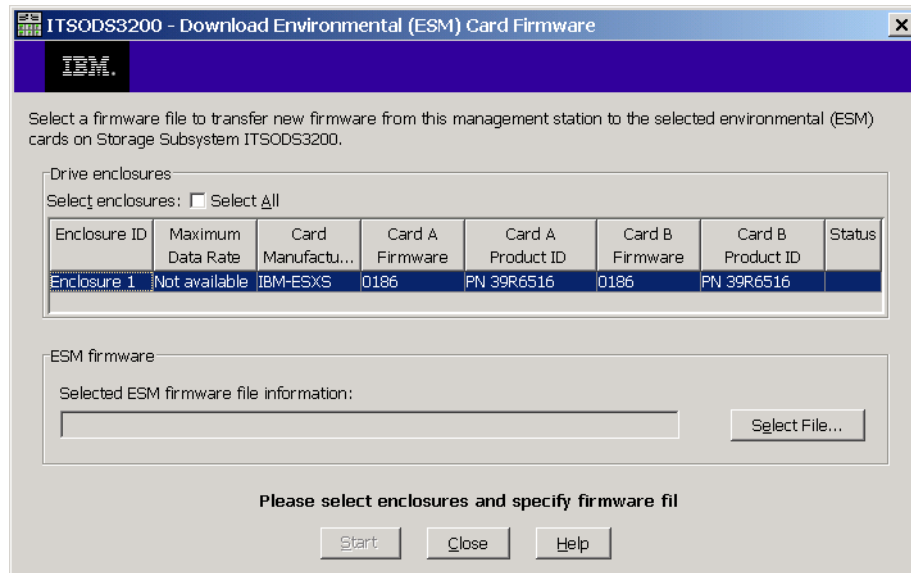 ITSODS3200 - Download Environmental (ESM) Card Firmware
IBM.
Select a firmware file to transfer new firmware from this management station to the selected environmental (ESM)
cards on Storage Subsystem ITSODS3200.
Drive enclosures
Select enclosures: Select All
Enclosure ID Maximum Data Rate Card Manufactu... Card A Firmware Card A Product ID Card B Firmware Card B Product ID Status
Enclosure 1 Not available IBM-ESXS 0186 PN 39R6516 0186 PN 39R6516
ESM firmware
Selected ESM firmware file information:
Select File...
Please select enclosures and specify firmware fil
Start Close Help